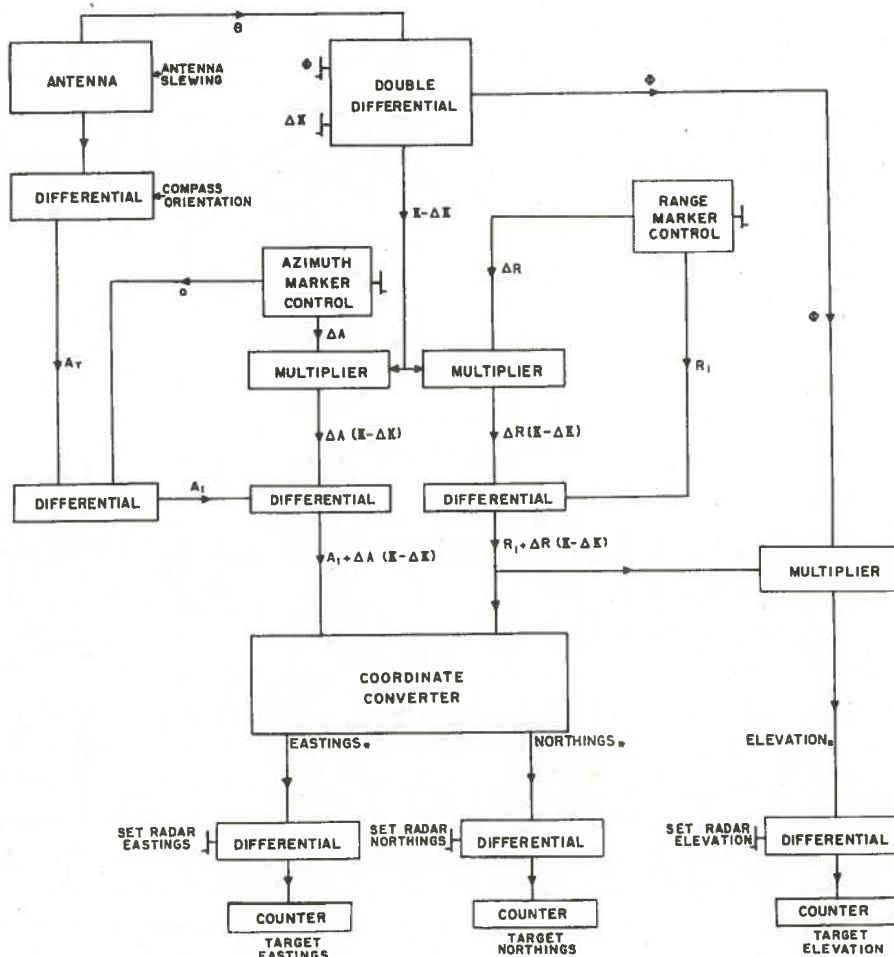 Θ
ANTENNA
ANTENNA
SLEWING
Φ
DOUBLE
DIFFERENTIAL
ΔK
Φ
DIFFERENTIAL
COMPASS
ORIENTATION
K-ΔK
RANGE
MARKER
CONTROL
AZIMUTH
MARKER
CONTROL
ΔR
ΔA
Φ
A_T
MULTIPLIER
MULTIPLIER
R₁
ΔA (K-ΔK)
ΔR(K-ΔK)
DIFFERENTIAL
A₁
DIFFERENTIAL
DIFFERENTIAL
A₁+ΔA (K-ΔK)
R₁+ΔR (K-ΔK)
MULTIPLIER
COORDINATE
CONVERTER
EASTINGS
NORTHINGS
ELEVATION
SET RADAR
EASTINGS
DIFFERENTIAL
SET RADAR
NORTHINGS
DIFFERENTIAL
SET RADAR
ELEVATION
DIFFERENTIAL
COUNTER
COUNTER
COUNTER
TARGET
EASTINGS
TARGET
NORTHINGS
TARGET
ELEVATION